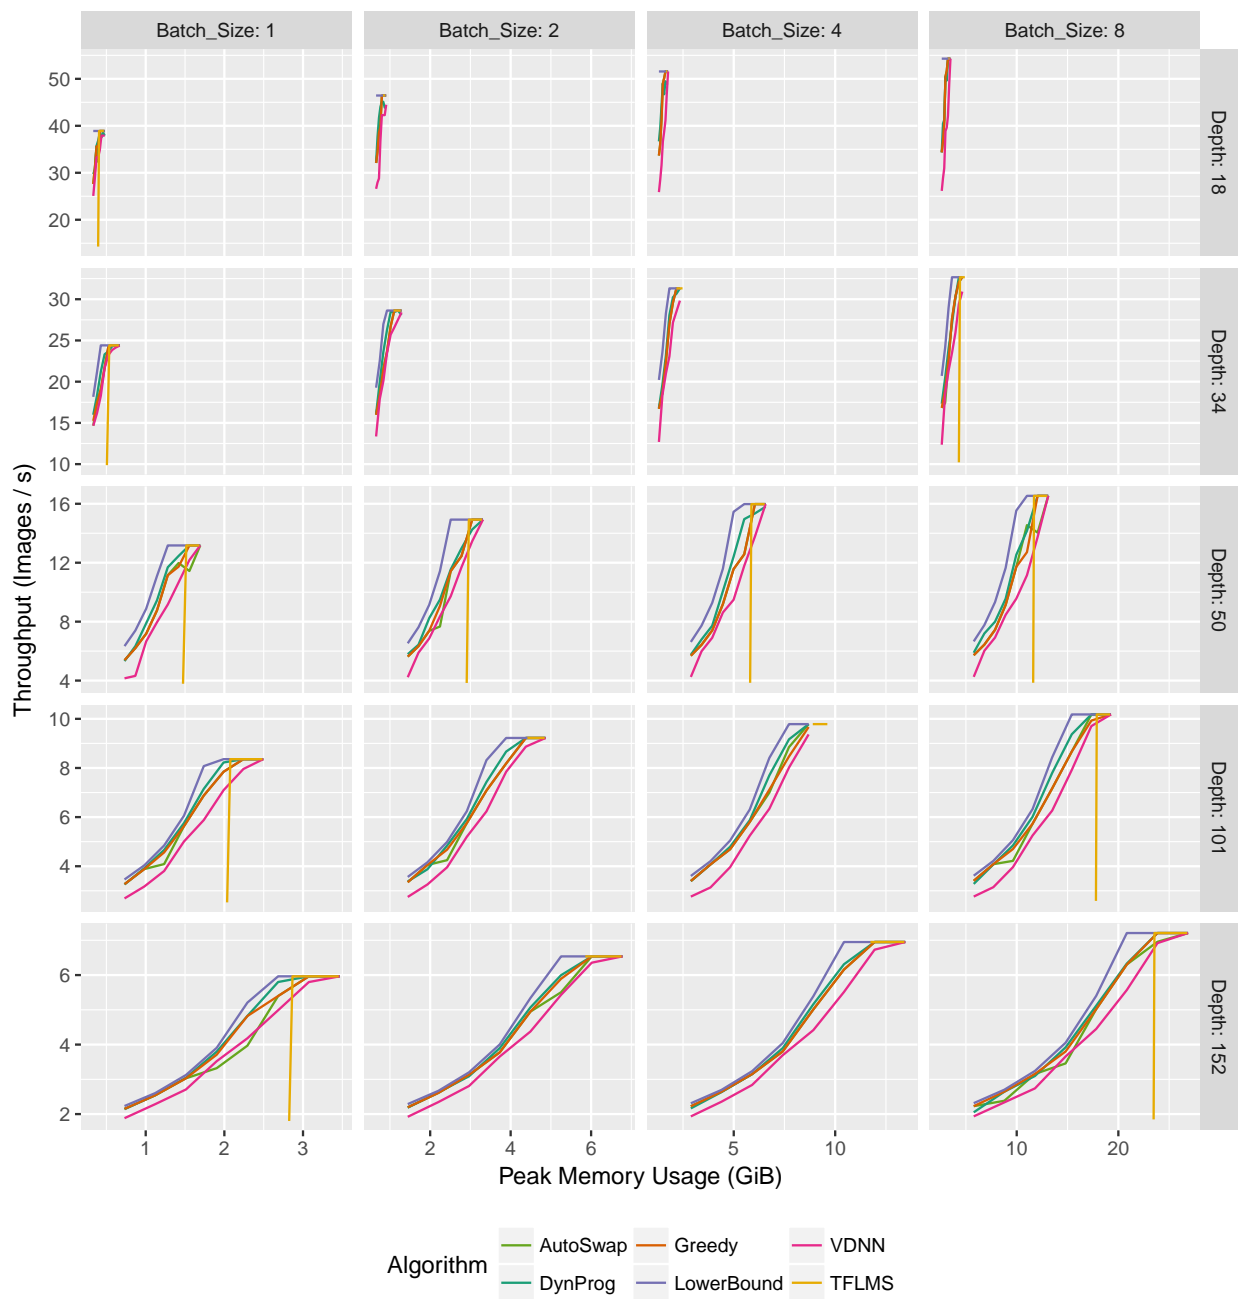 Batch_Size: 1
Batch_Size: 2
Batch_Size: 4
Batch_Size: 8
50
40
30
20
Depth: 18
30
25
20
15
10
Depth: 34
16
12
8
4
Depth: 50
10
8
6
4
Depth: 101
6
4
2
Depth: 152
Throughput (Images / s)
1 2 3
2 4 6
5 10
10 20
Peak Memory Usage (GiB)
Algorithm
AutoSwap Greedy VDNN
DynProg LowerBound TFLMS